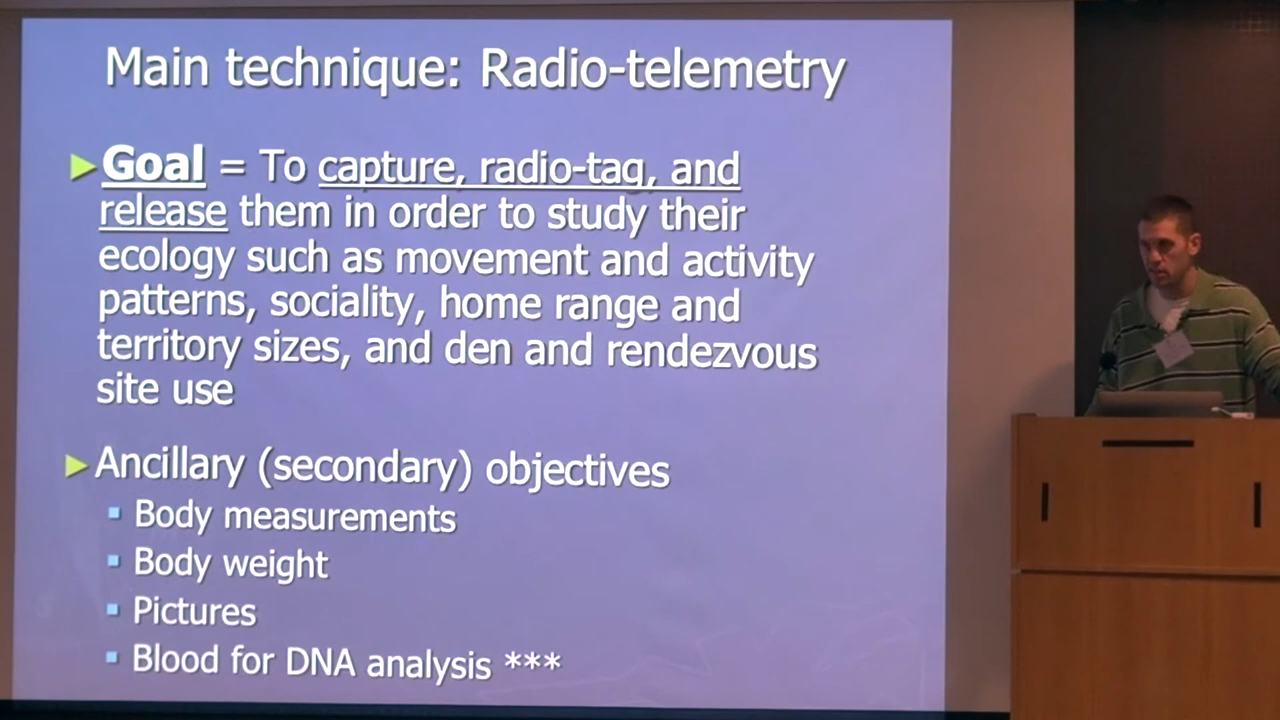 Main technique: Radio-telemetry
►Goal = To capture, radio-tag, and
release them in order to study their
ecology such as movement and activity
patterns, sociality, home range and
territory sizes, and den and rendezvous
site use
►Ancillary (secondary) objectives
▪ Body measurements
▪ Body weight
▪ Pictures
▪ Blood for DNA analysis ***